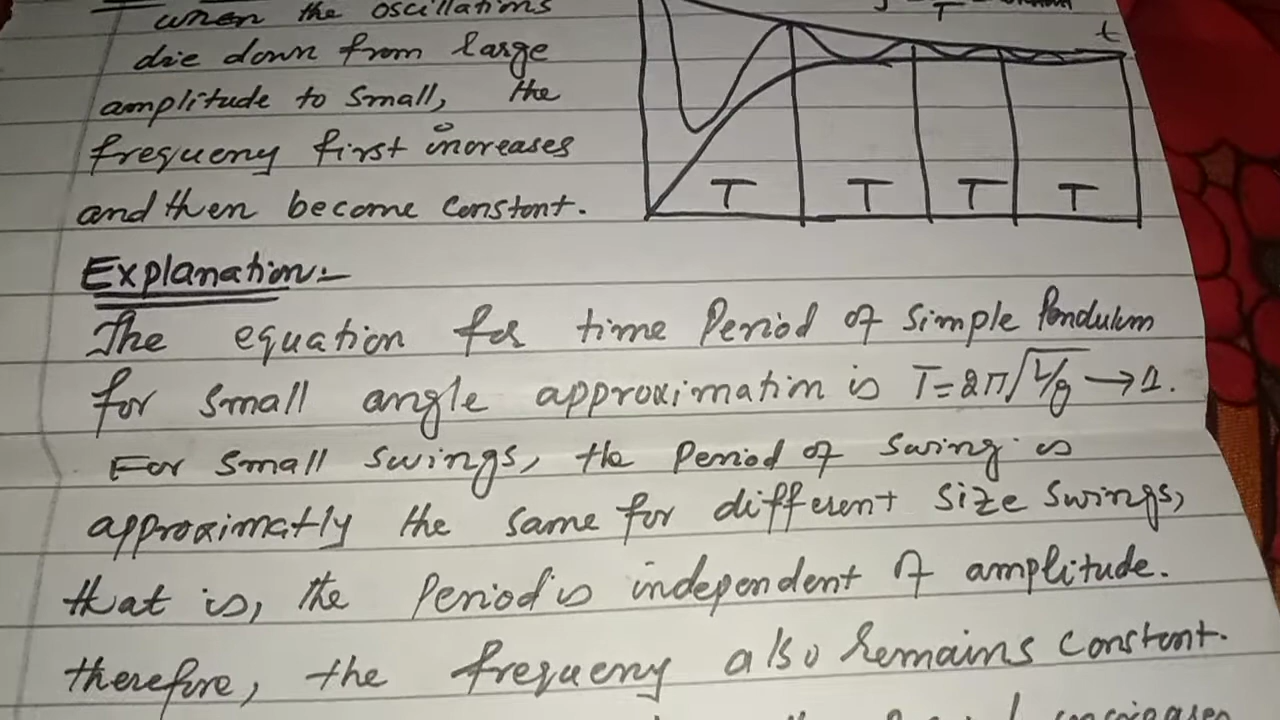 when the oscillations
die down from large
amplitude to small, the
frequeny first increases
and then become constant.
T
t
T T T T
Explanation:-
The equation for time Period of simple Pendulum
for small angle approximation is T=2π√L/g →1.
For small swings, the Period of swing is
approximatly the same for different size swings,
that is, the Period is independent of amplitude.
therefore, the frequeny also remains constant.